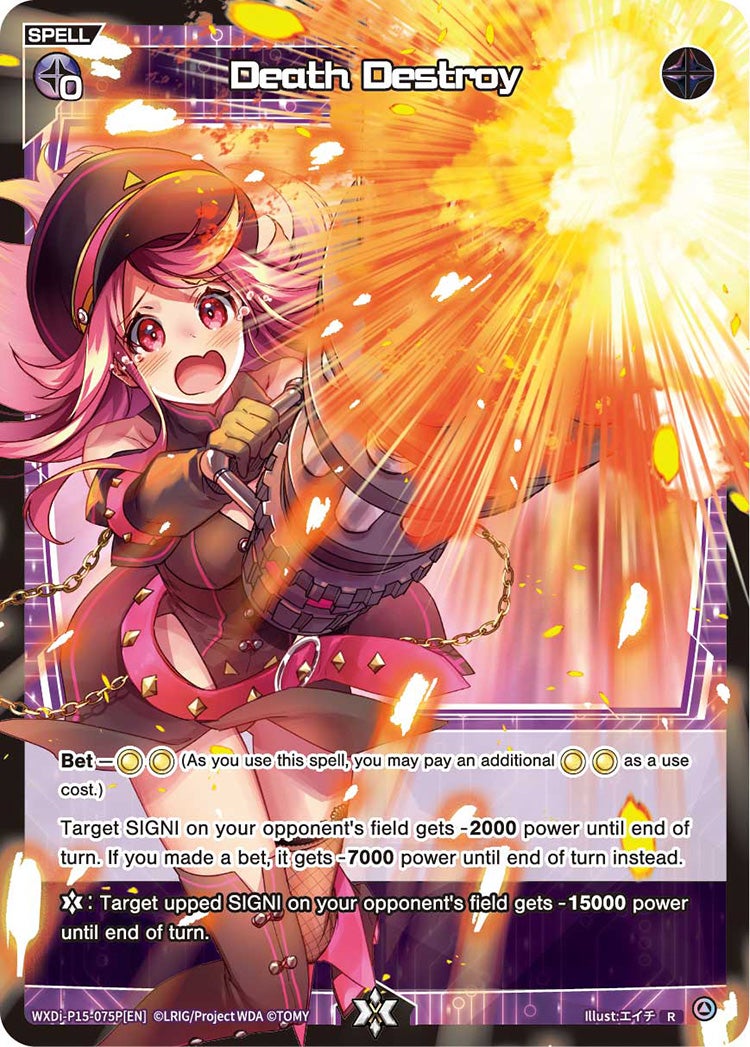 SPELL
0
Death Destroy
Bet — (As you use this spell, you may pay an additional as a use
cost.)
Target SIGNI on your opponent's field gets -2000 power until end of
turn. If you made a bet, it gets -7000 power until end of turn instead.
: Target upped SIGNI on your opponent's field gets -15000 power
until end of turn.
WXDi-P15-075P[EN] ©LRIG/Project WDA ©TOMY
Illust:エイチ R